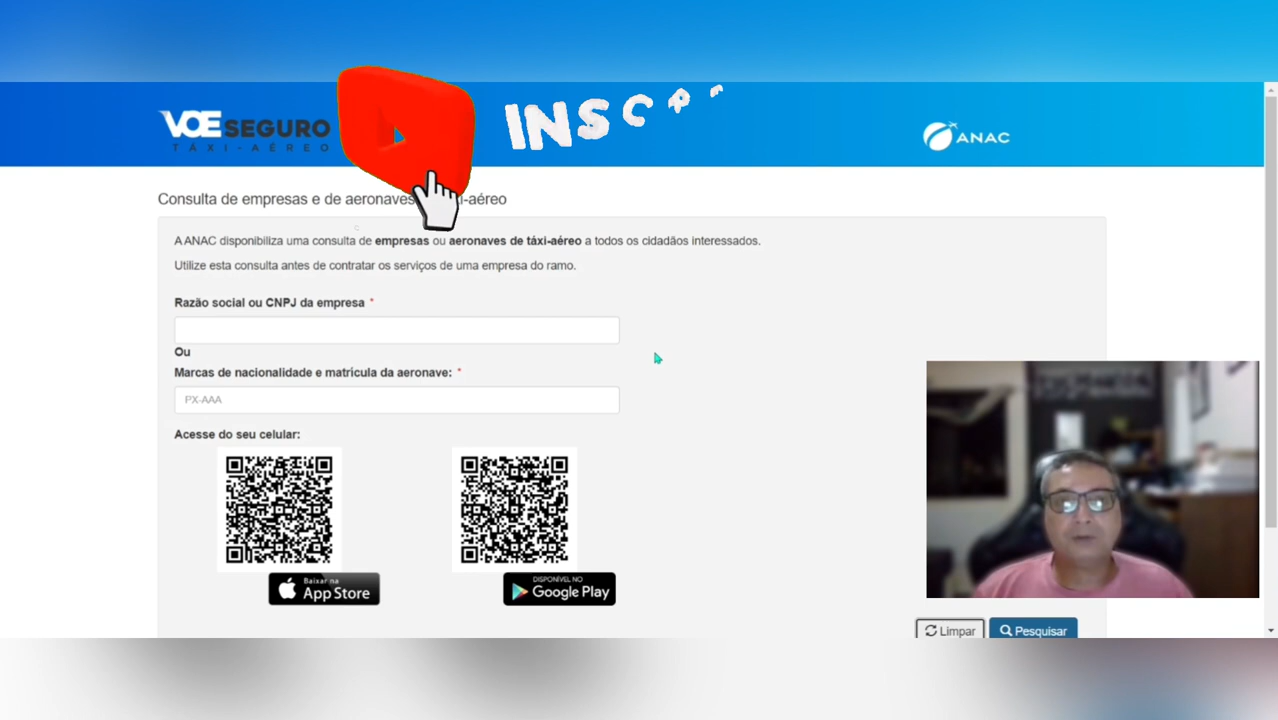 VOE SEGURO
TÁXI-AÉREO
INSC
ANAC
Consulta de empresas e de aeronaves xi-aéreo
A ANAC disponibiliza uma consulta de empresas ou aeronaves de táxi-aéreo a todos os cidadãos interessados.
Utilize esta consulta antes de contratar os serviços de uma empresa do ramo.
Razão social ou CNPJ da empresa *
Ou
Marcas de nacionalidade e matrícula da aeronave: *
PX-AAA
Acesse do seu celular:
Baixar na
App Store
DISPONÍVEL NO
Google Play
Limpar
Pesquisar